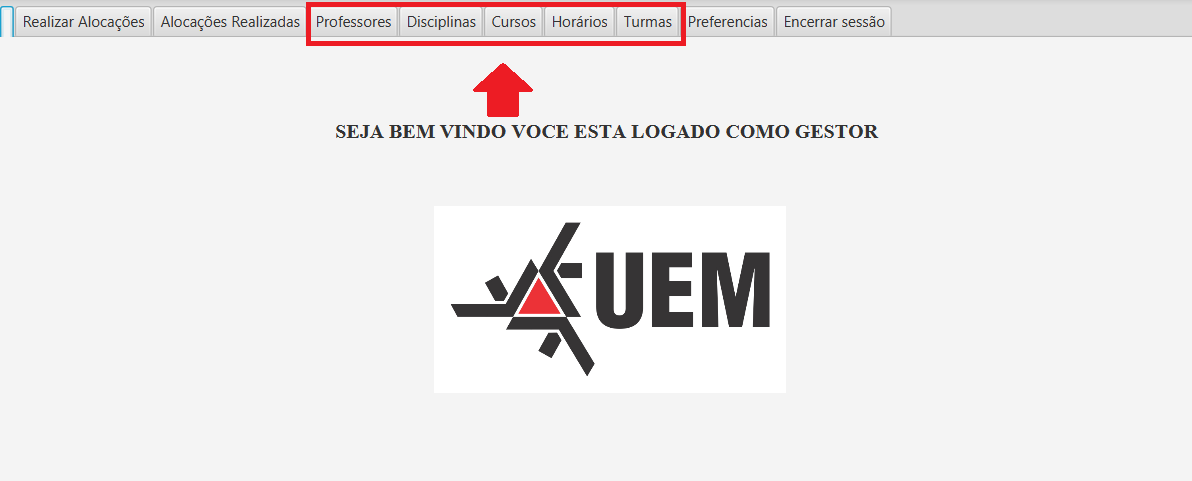 Realizar Alocações Alocações Realizadas Professores Disciplinas Cursos Horários Turmas Preferencias Encerrar sessão
SEJA BEM VINDO VOCE ESTA LOGADO COMO GESTOR
UEM